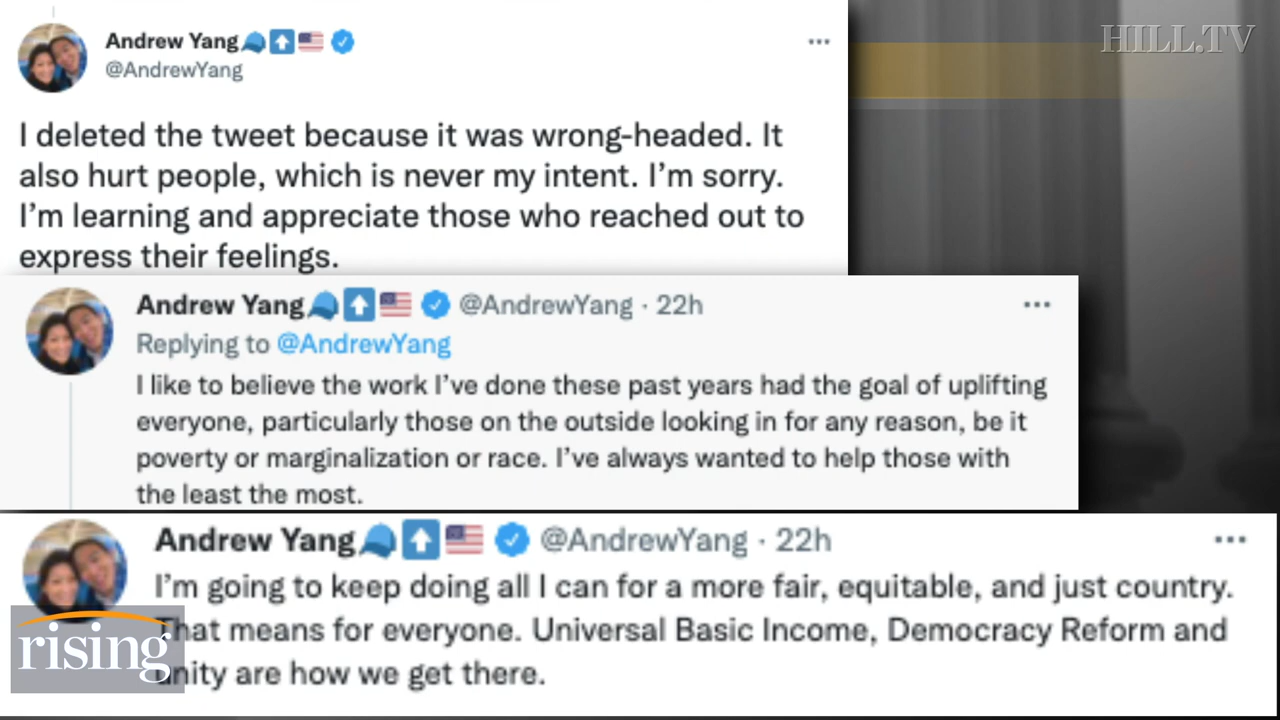 HILL.TV
Andrew Yang
@AndrewYang
I deleted the tweet because it was wrong-headed. It
also hurt people, which is never my intent. I’m sorry.
I’m learning and appreciate those who reached out to
express their feelings.
Andrew Yang @AndrewYang · 22h
Replying to @AndrewYang
I like to believe the work I’ve done these past years had the goal of uplifting
everyone, particularly those on the outside looking in for any reason, be it
poverty or marginalization or race. I’ve always wanted to help those with
the least the most.
Andrew Yang @AndrewYang · 22h
I’m going to keep doing all I can for a more fair, equitable, and just country.
That means for everyone. Universal Basic Income, Democracy Reform and
unity are how we get there.
rising